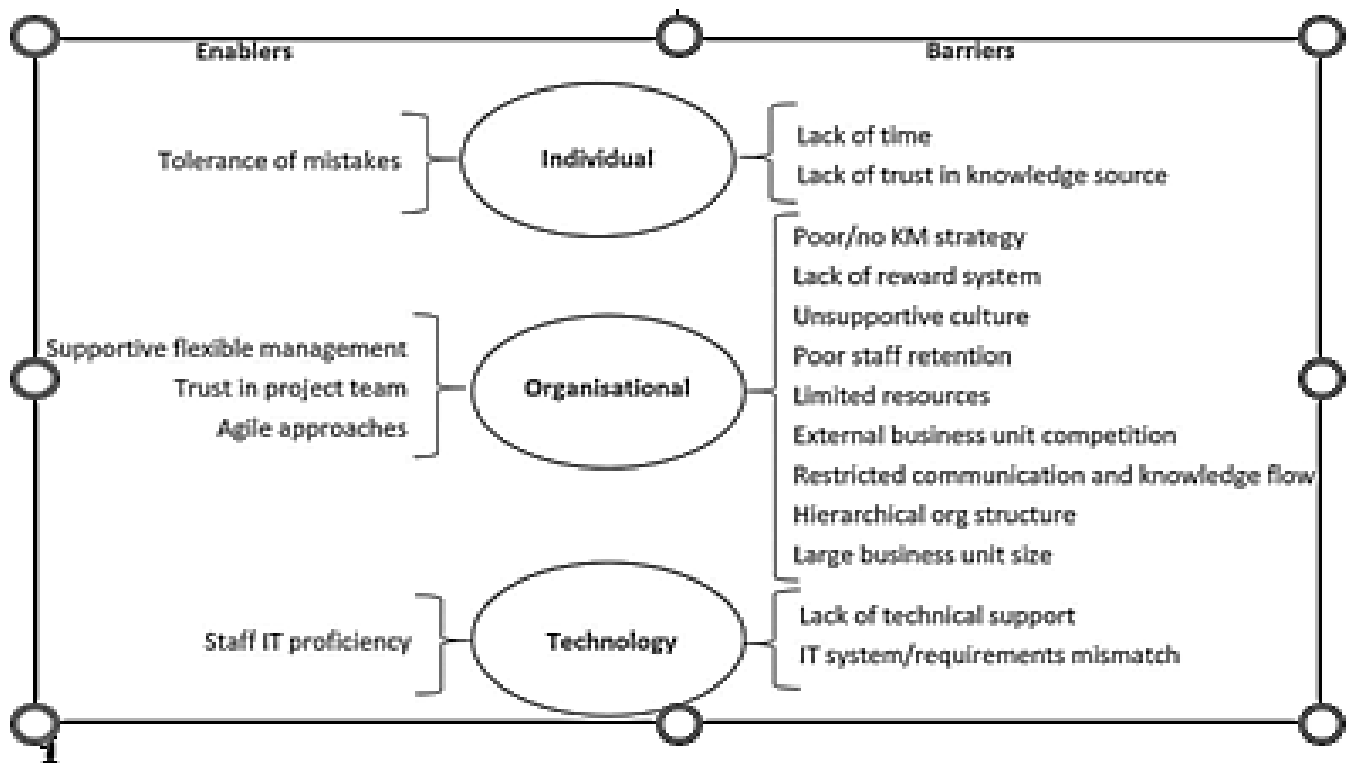 Enablers
Barriers
Tolerance of mistakes
Individual
Lack of time
Lack of trust in knowledge source
Supportive flexible management
Trust in project team
Agile approaches
Organisational
Poor/no KM strategy
Lack of reward system
Unsupportive culture
Poor staff retention
Limited resources
External business unit competition
Restricted communication and knowledge flow
Hierarchical org structure
Large business unit size
Staff IT proficiency
Technology
Lack of technical support
IT system/requirements mismatch